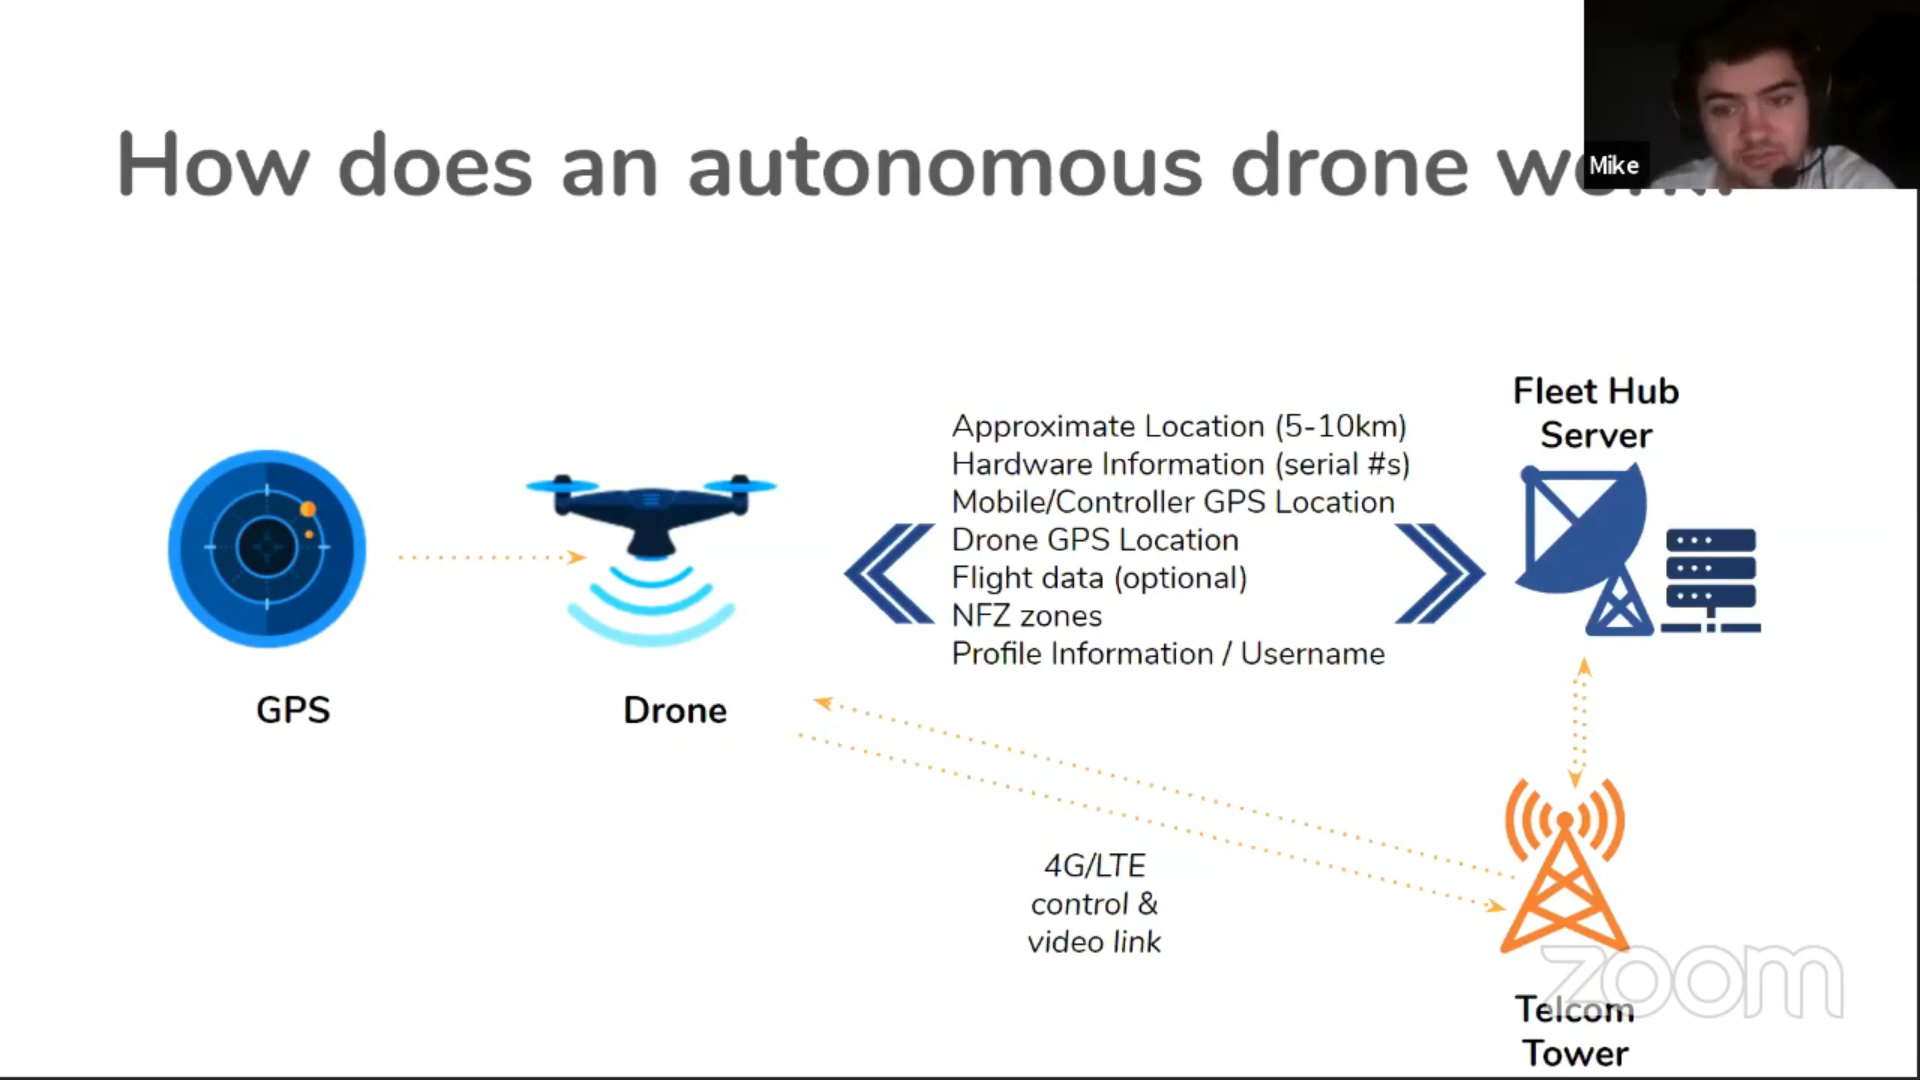 How does an autonomous drone work?
Mike
Fleet Hub
Server
Approximate Location (5-10km)
Hardware Information (serial #s)
Mobile/Controller GPS Location
Drone GPS Location
Flight data (optional)
NFZ zones
Profile Information / Username
GPS
Drone
4G/LTE
control &
video link
zoom
Telcom
Tower